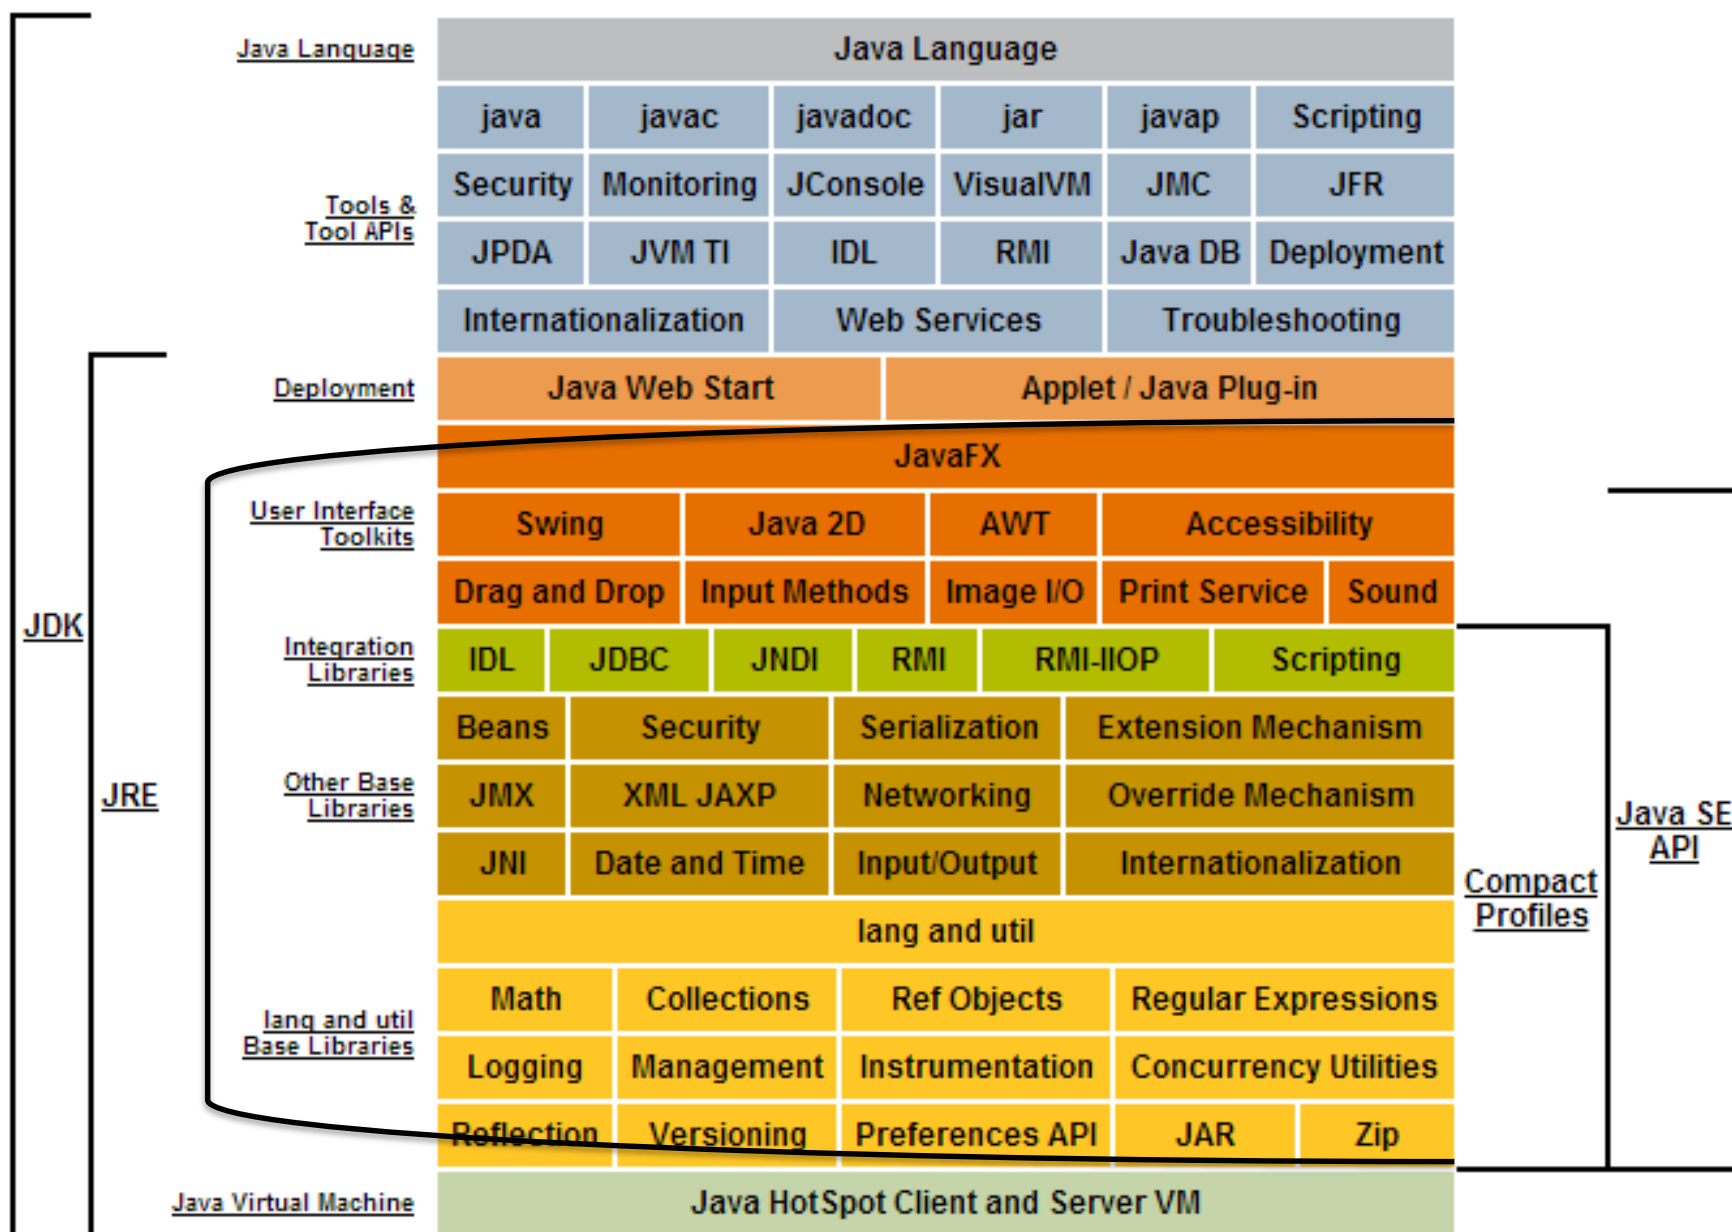 Java Language
Java Language
java javac javadoc jar javap Scripting
Security Monitoring JConsole VisualVM JMC JFR
Tools &
Tool APIs
JPDA JVM TI IDL RMI Java DB Deployment
Internationalization Web Services Troubleshooting
Deployment
Java Web Start Applet / Java Plug-in
JavaFX
User Interface
Toolkits
Swing Java 2D AWT Accessibility
Drag and Drop Input Methods Image I/O Print Service Sound
JDK
Integration
Libraries
IDL JDBC JNDI RMI RMI-IIOP Scripting
Beans Security Serialization Extension Mechanism
JRE
Other Base
Libraries
JMX XML JAXP Networking Override Mechanism
Java SE
API
JNI Date and Time Input/Output Internationalization
Compact
Profiles
lang and util
Math Collections Ref Objects Regular Expressions
lang and util
Base Libraries
Logging Management Instrumentation Concurrency Utilities
Reflection Versioning Preferences API JAR Zip
Java Virtual Machine
Java HotSpot Client and Server VM